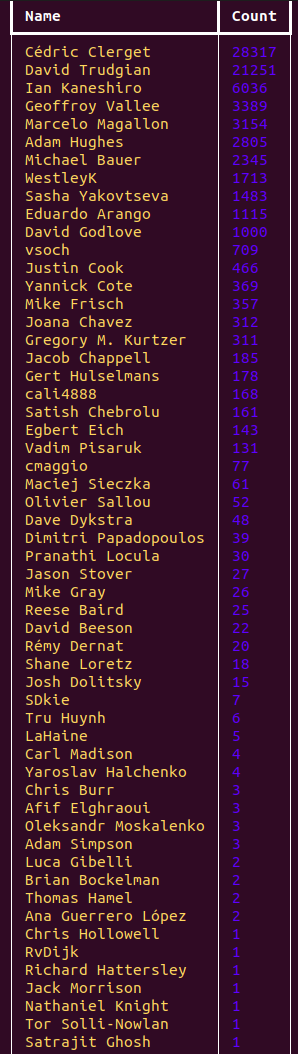 Name Count
Cédric Clerget 28317
David Trudgian 21251
Ian Kaneshiro 6036
Geoffroy Vallee 3389
Marcelo Magallon 3154
Adam Hughes 2805
Michael Bauer 2345
WestleyK 1713
Sasha Yakovtseva 1483
Eduardo Arango 1115
David Godlove 1000
vsoch 709
Justin Cook 466
Yannick Cote 369
Mike Frisch 357
Joana Chavez 312
Gregory M. Kurtzer 311
Jacob Chappell 185
Gert Hulselmans 178
cali4888 168
Satish Chebrolu 161
Egbert Eich 143
Vadim Pisaruk 131
cmaggio 77
Maciej Sieczka 61
Olivier Sallou 52
Dave Dykstra 48
Dimitri Papadopoulos 39
Pranathi Locula 30
Jason Stover 27
Mike Gray 26
Reese Baird 25
David Beeson 22
Rémy Dernat 20
Shane Loretz 18
Josh Dolitsky 15
SDkie 7
Tru Huynh 6
LaHaine 5
Carl Madison 4
Yaroslav Halchenko 4
Chris Burr 3
Afif Elghraoui 3
Oleksandr Moskalenko 3
Adam Simpson 3
Luca Gibelli 2
Brian Bockelman 2
Thomas Hamel 2
Ana Guerrero López 2
Chris Hollowell 1
RvDijk 1
Richard Hattersley 1
Jack Morrison 1
Nathaniel Knight 1
Tor Solli-Nowlan 1
Satrajit Ghosh 1